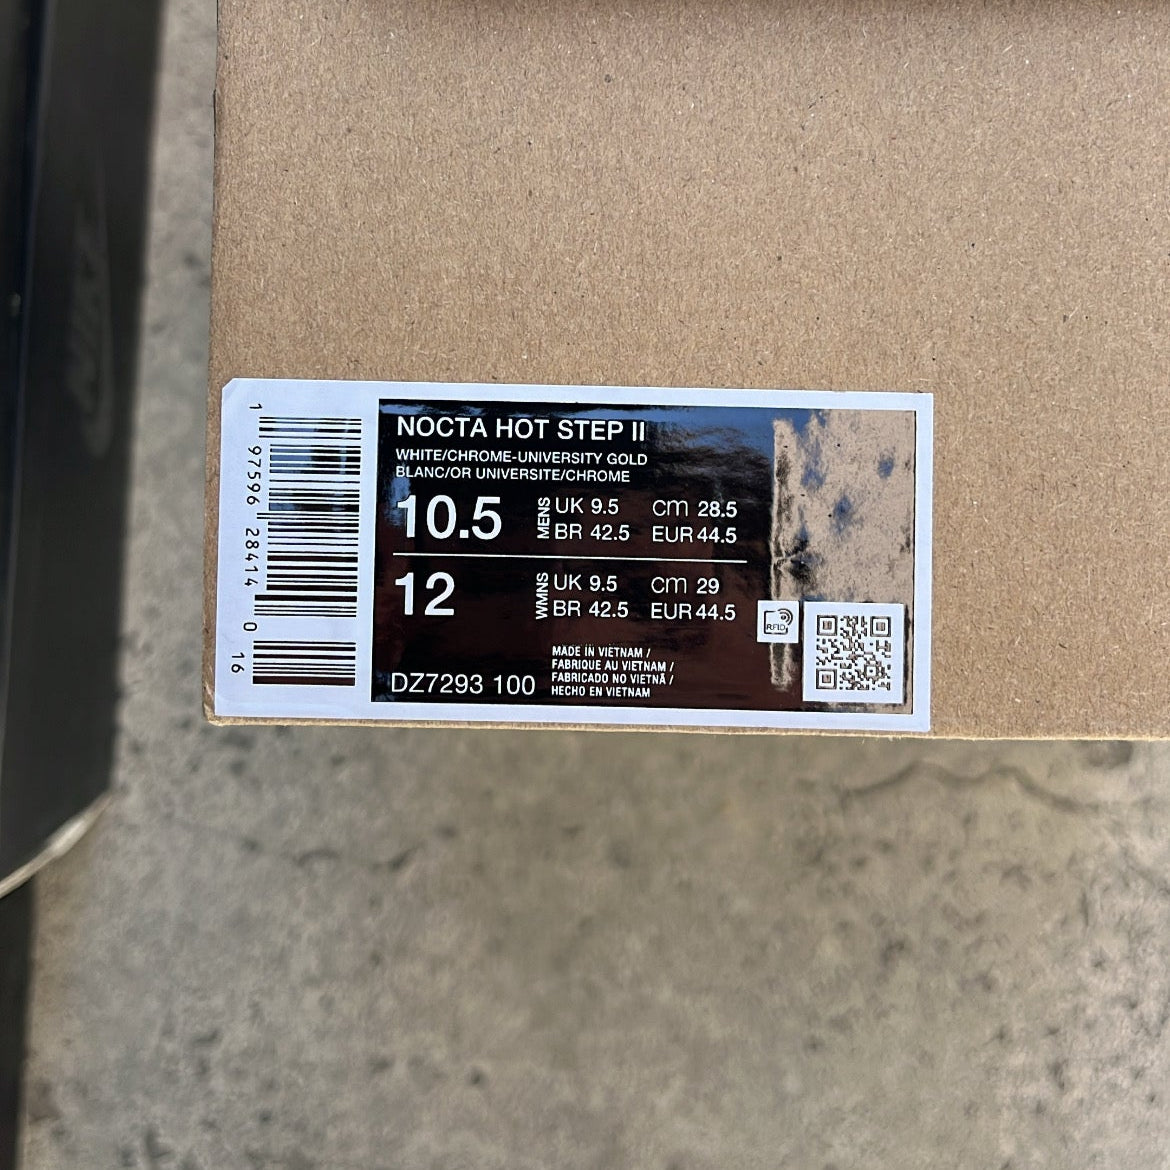 1 97596 28414 0 16
NOCTA HOT STEP II
WHITE/CHROME-UNIVERSITY GOLD
BLANC/OR UNIVERSITE/CHROME
10.5 MENS UK 9.5 cm 28.5
BR 42.5 EUR 44.5
12 WMNS UK 9.5 cm 29
BR 42.5 EUR 44.5
RFID
MADE IN VIETNAM /
FABRIQUE AU VIETNAM /
FABRICADO NO VIETNÃ /
HECHO EN VIETNAM
DZ7293 100